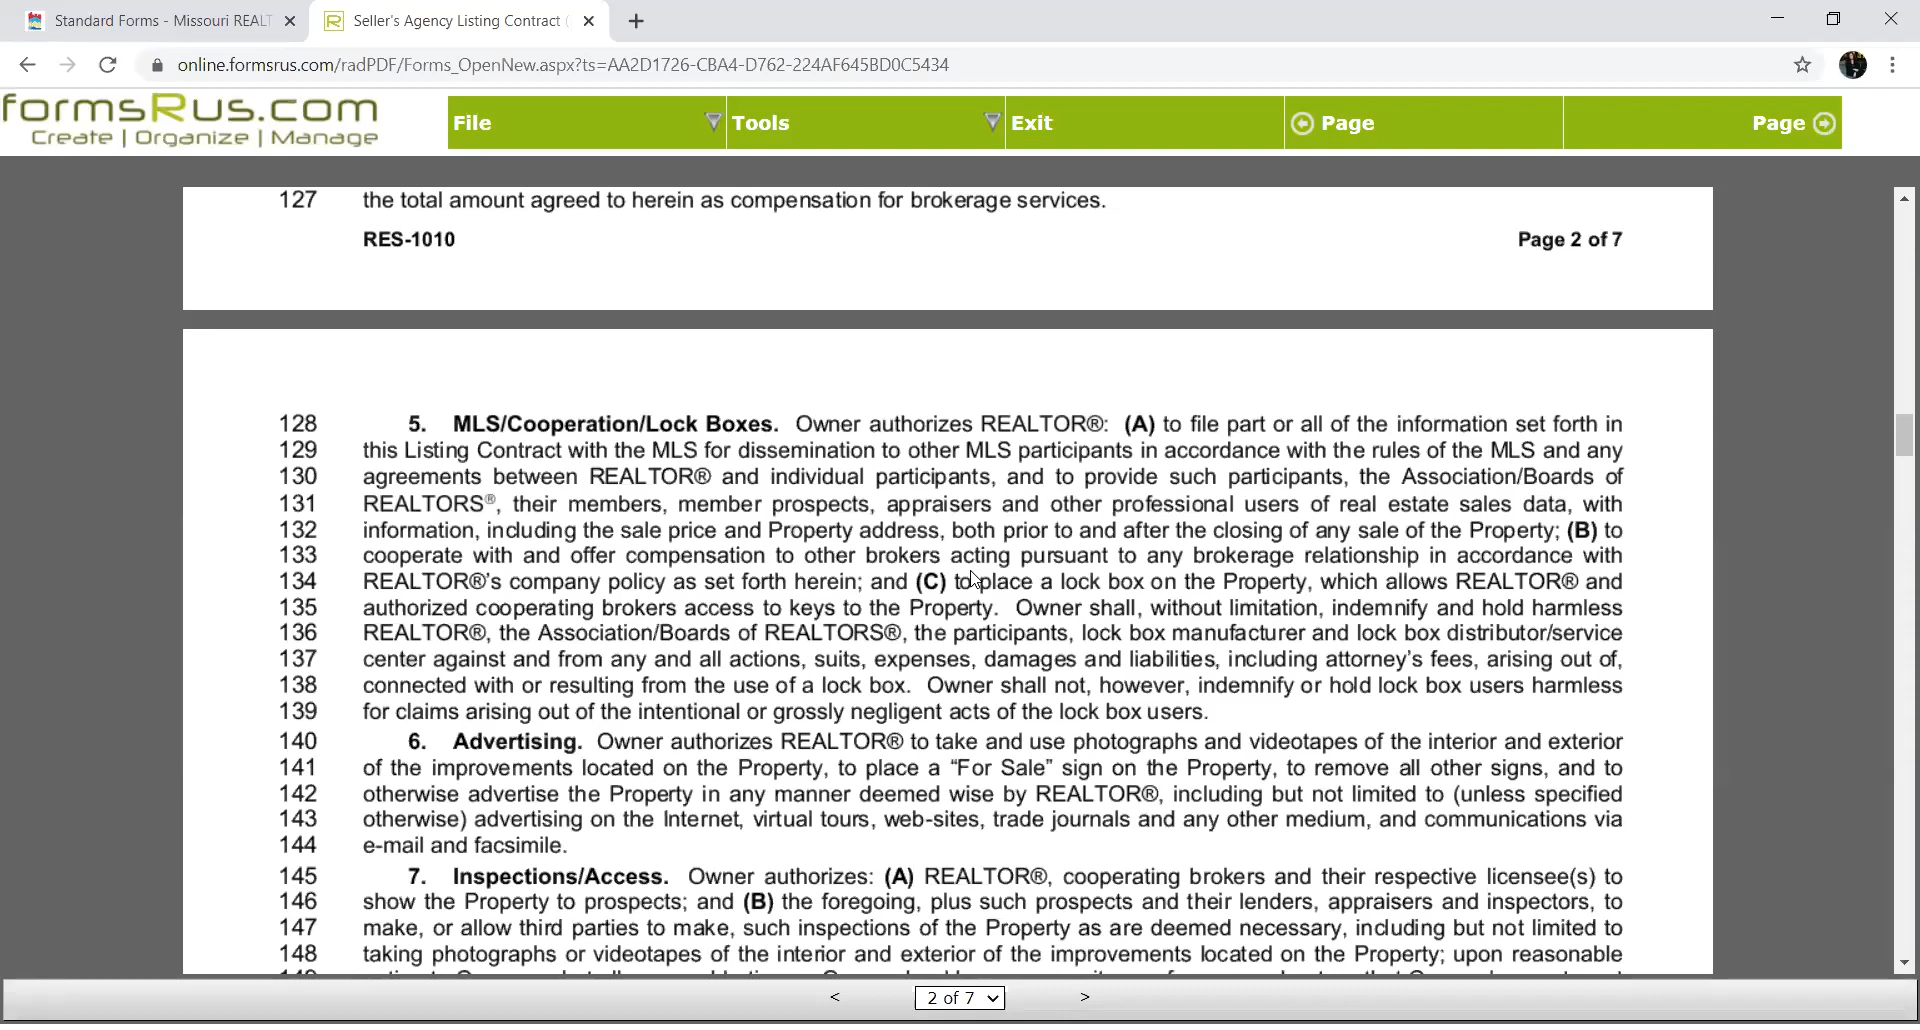 Standard Forms - Missouri REALT
Seller's Agency Listing Contract (
online.formsrus.com/radPDF/Forms_OpenNew.aspx?ts=AA2D1726-CBA4-D762-224AF645BD0C5434
formsRus.com
Create | Organize | Manage
File
Tools
Exit
Page
Page
127 the total amount agreed to herein as compensation for brokerage services.
RES-1010 Page 2 of 7
128 5. MLS/Cooperation/Lock Boxes. Owner authorizes REALTOR®: (A) to file part or all of the information set forth in
129 this Listing Contract with the MLS for dissemination to other MLS participants in accordance with the rules of the MLS and any
130 agreements between REALTOR® and individual participants, and to provide such participants, the Association/Boards of
131 REALTORS®, their members, member prospects, appraisers and other professional users of real estate sales data, with
132 information, including the sale price and Property address, both prior to and after the closing of any sale of the Property; (B) to
133 cooperate with and offer compensation to other brokers acting pursuant to any brokerage relationship in accordance with
134 REALTOR®'s company policy as set forth herein; and (C) to place a lock box on the Property, which allows REALTOR® and
135 authorized cooperating brokers access to keys to the Property. Owner shall, without limitation, indemnify and hold harmless
136 REALTOR®, the Association/Boards of REALTORS®, the participants, lock box manufacturer and lock box distributor/service
137 center against and from any and all actions, suits, expenses, damages and liabilities, including attorney's fees, arising out of,
138 connected with or resulting from the use of a lock box. Owner shall not, however, indemnify or hold lock box users harmless
139 for claims arising out of the intentional or grossly negligent acts of the lock box users.
140 6. Advertising. Owner authorizes REALTOR® to take and use photographs and videotapes of the interior and exterior
141 of the improvements located on the Property, to place a “For Sale” sign on the Property, to remove all other signs, and to
142 otherwise advertise the Property in any manner deemed wise by REALTOR®, including but not limited to (unless specified
143 otherwise) advertising on the Internet, virtual tours, web-sites, trade journals and any other medium, and communications via
144 e-mail and facsimile.
145 7. Inspections/Access. Owner authorizes: (A) REALTOR®, cooperating brokers and their respective licensee(s) to
146 show the Property to prospects; and (B) the foregoing, plus such prospects and their lenders, appraisers and inspectors, to
147 make, or allow third parties to make, such inspections of the Property as are deemed necessary, including but not limited to
148 taking photographs or videotapes of the interior and exterior of the improvements located on the Property; upon reasonable
< 2 of 7 >